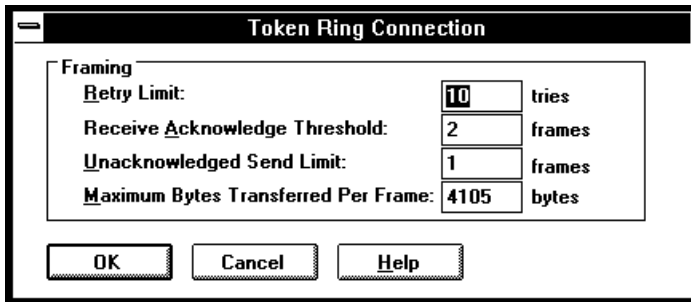 Token Ring Connection
Framing
Retry Limit: 10 tries
Receive Acknowledge Threshold: 2 frames
Unacknowledged Send Limit: 1 frames
Maximum Bytes Transferred Per Frame: 4105 bytes
OK Cancel Help